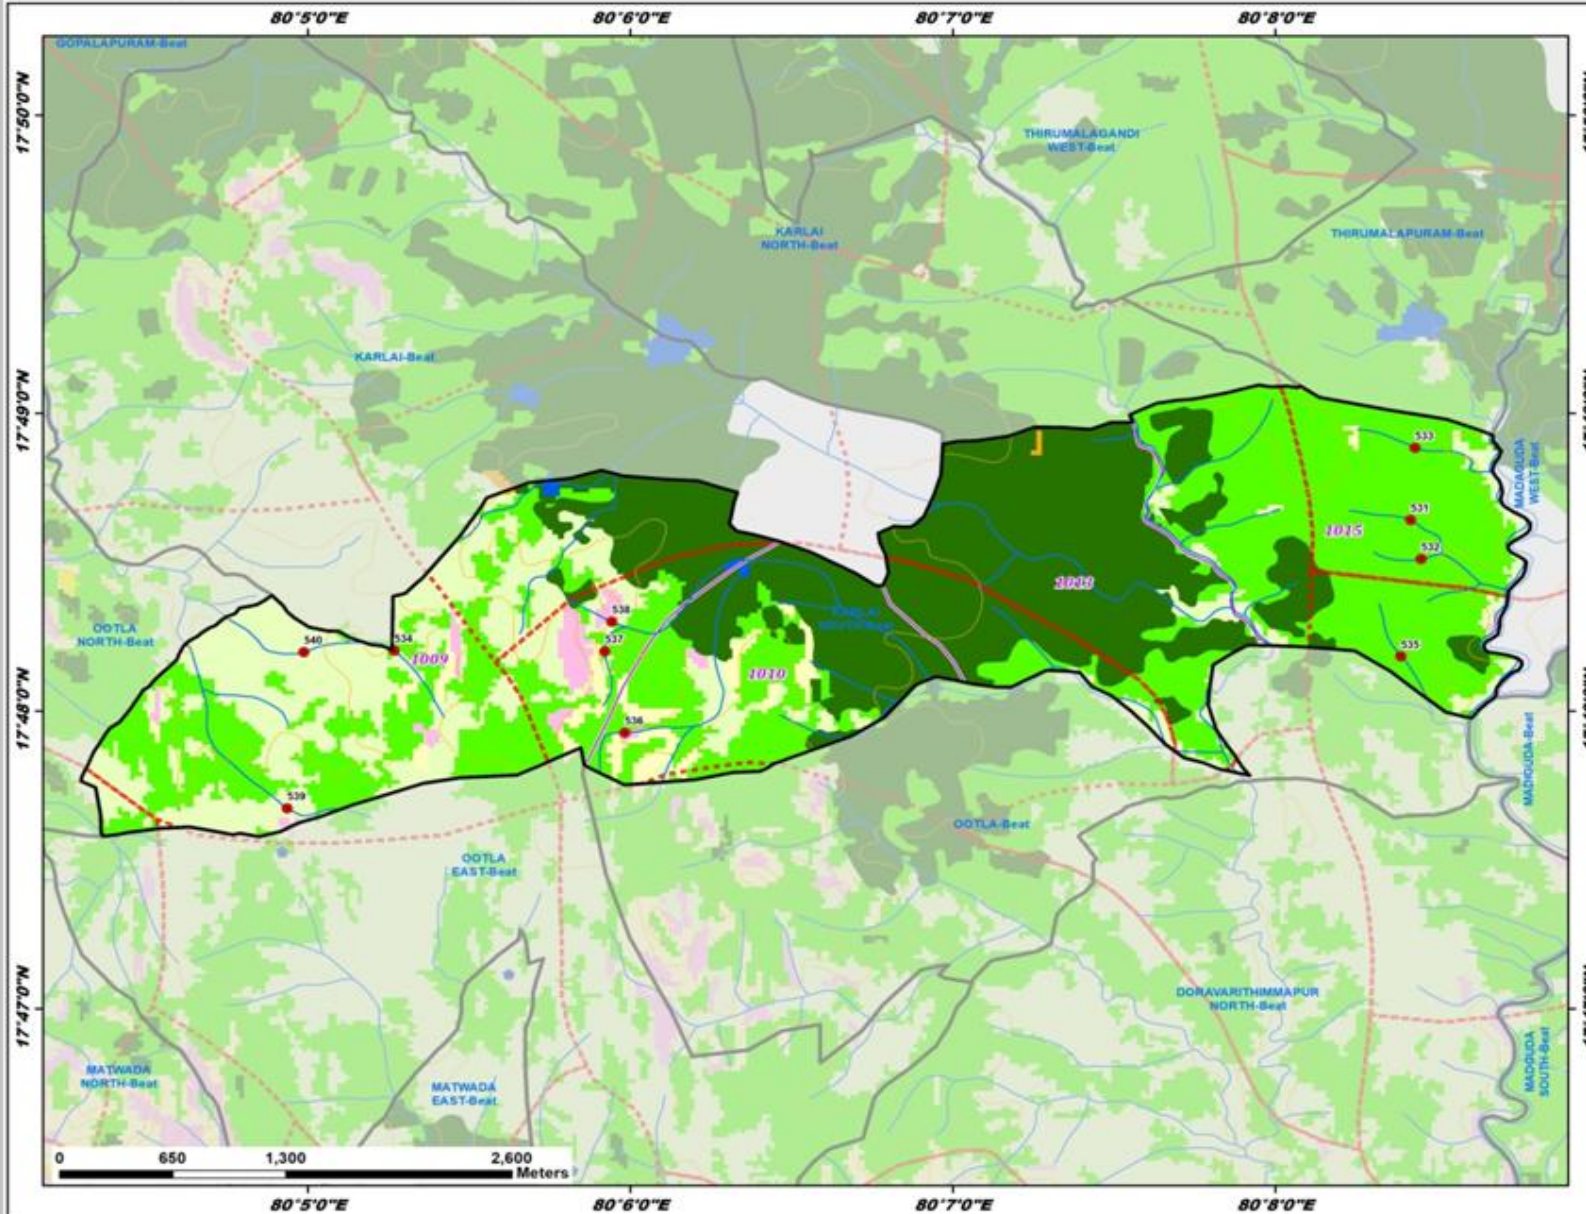 80°5'0"E
80°6'0"E
80°7'0"E
80°8'0"E
GOPALAPURAM-Beat
17°50'0"N
THIRUMALAGANDI
WEST-Beat
KARLAI
NORTH-Beat
THIRUMALAPURAM-Beat
KARLAI-Beat
17°49'0"N
533
MADAGUDA
WEST-Beat
531
1015
532
1013
538
OOTLA
NORTH-Beat
540
534
537
535
1009
1010
17°48'0"N
536
MADIGUDA-Beat
539
OOTLA-Beat
OOTLA
EAST-Beat
17°47'0"N
DORAVARITHIMMAPUR
NORTH-Beat
MATWADA
NORTH-Beat
MADGUDA
SOUTH-Beat
MATWADA
EAST-Beat
0
650
1,300
2,600
Meters
80°5'0"E
80°6'0"E
80°7'0"E
80°8'0"E